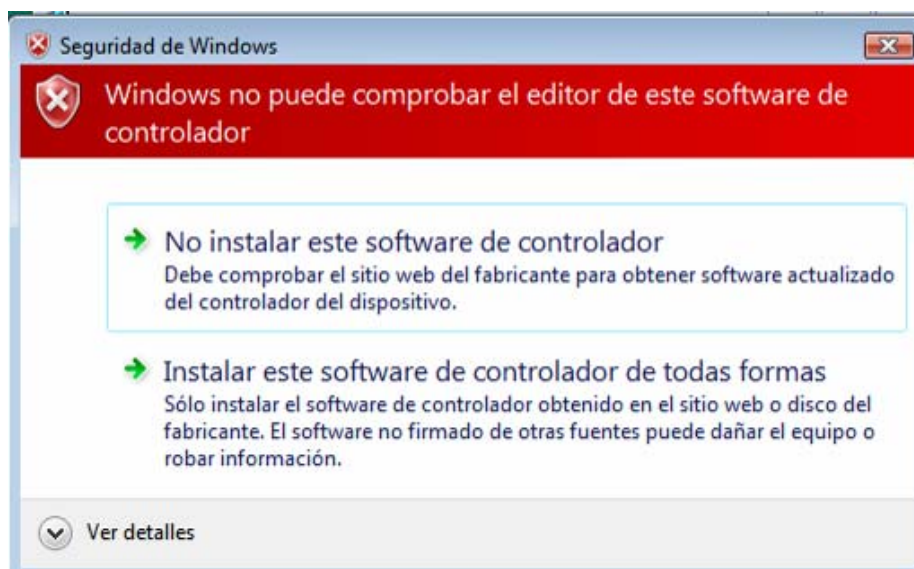 Seguridad de Windows
Windows no puede comprobar el editor de este software de
controlador
No instalar este software de controlador
Debe comprobar el sitio web del fabricante para obtener software actualizado
del controlador del dispositivo.
Instalar este software de controlador de todas formas
Sólo instalar el software de controlador obtenido en el sitio web o disco del
fabricante. El software no firmado de otras fuentes puede dañar el equipo o
robar información.
Ver detalles